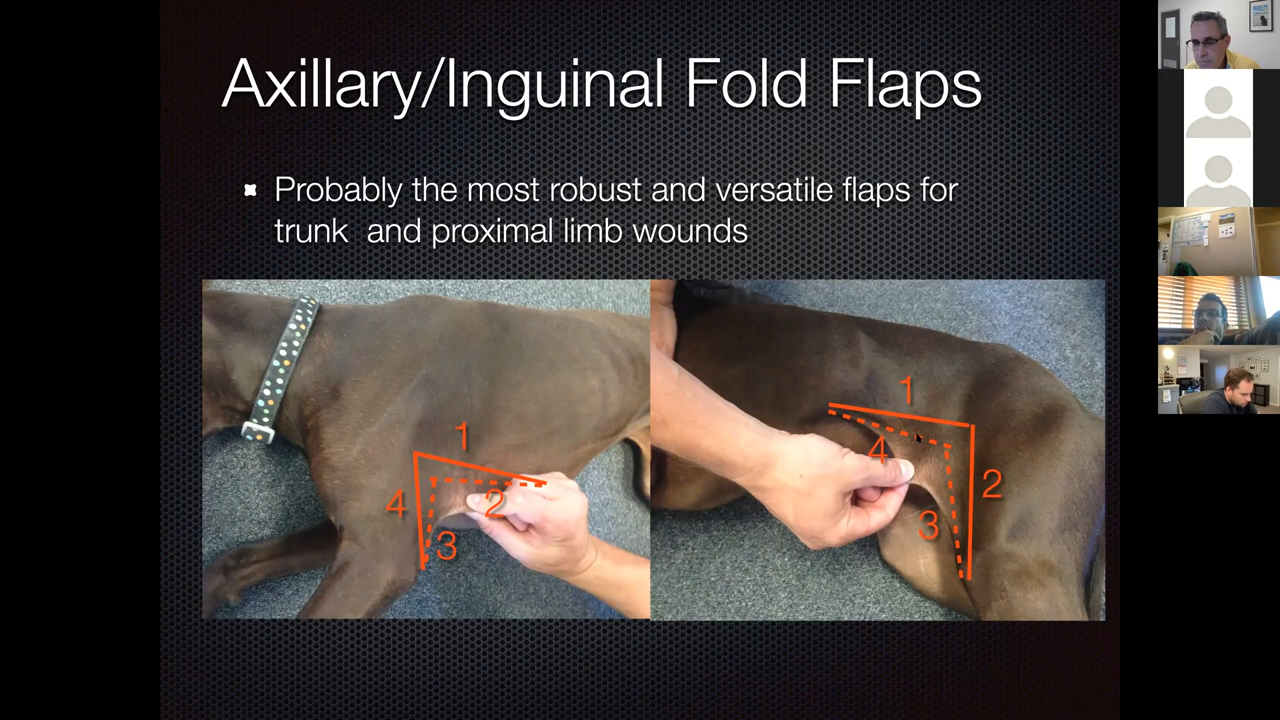 Axillary/Inguinal Fold Flaps
Probably the most robust and versatile flaps for
trunk and proximal limb wounds
1
2
3
4
1
2
3
4